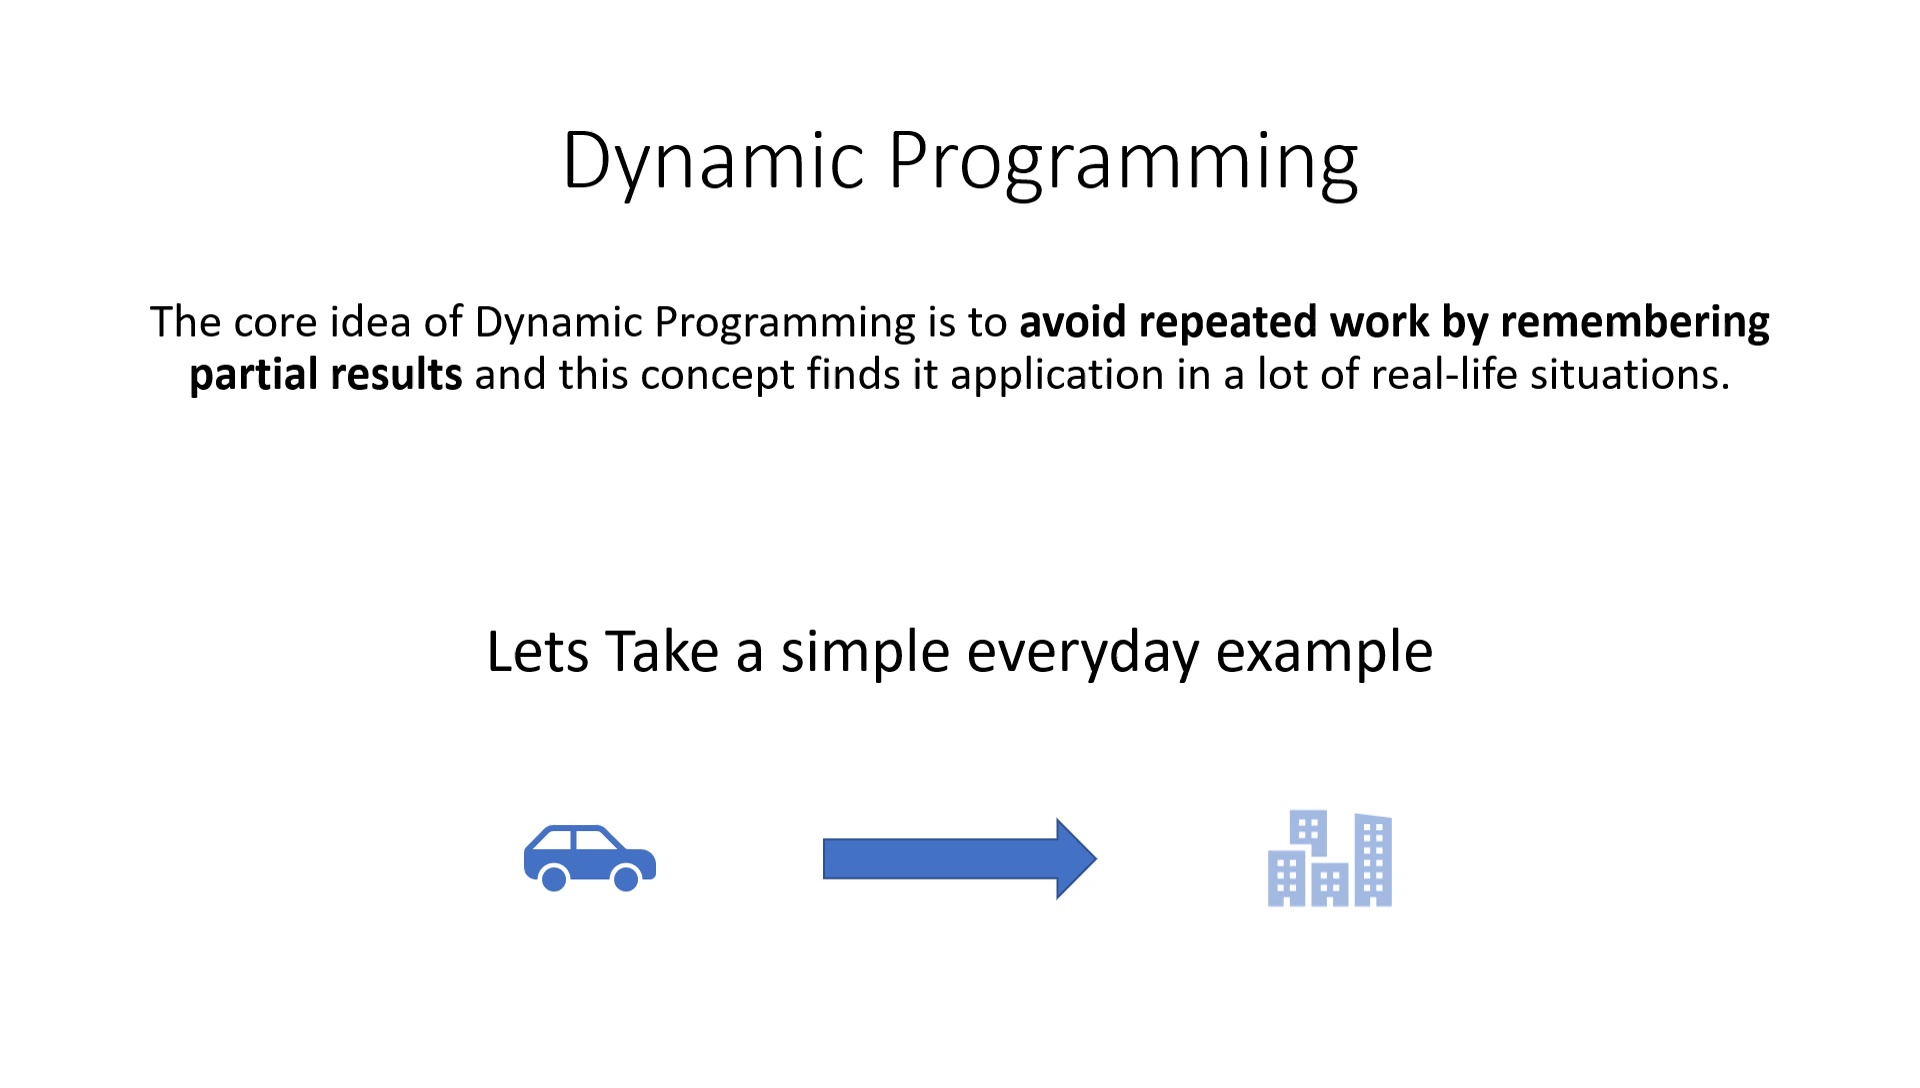 Dynamic Programming
The core idea of Dynamic Programming is to avoid repeated work by remembering
partial results and this concept finds it application in a lot of real-life situations.
Lets Take a simple everyday example